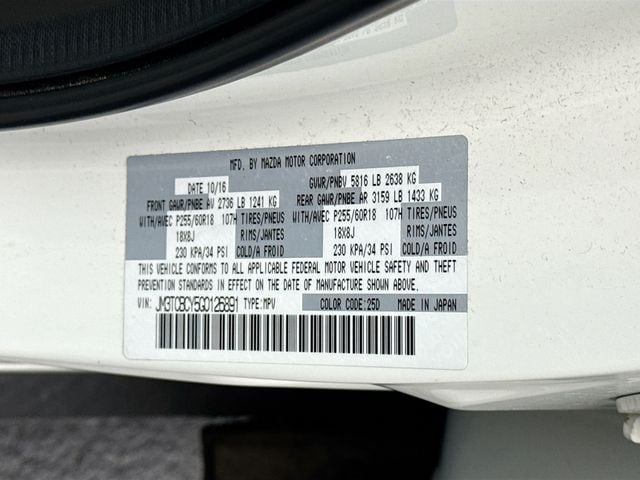 MFD. BY MAZDA MOTOR CORPORATION
DATE 10/16 GVWR/PNBV 5816 LB 2638 KG
FRONT GAWR/PNBE AV 2736 LB 1241 KG REAR GAWR/PNBE AR 3159 LB 1433 KG
WITH/AVEC P255/60R18 107H TIRES/PNEUS WITH/AVEC P255/60R18 107H TIRES/PNEUS
18X8J RIMS/JANTES 18X8J RIMS/JANTES
230 KPA/34 PSI COLD/A FROID 230 KPA/34 PSI COLD/A FROID
THIS VEHICLE CONFORMS TO ALL APPLICABLE FEDERAL MOTOR VEHICLE SAFETY AND THEFT
PREVENTION STANDARDS IN EFFECT ON THE DATE OF MANUFACTURE SHOWN ABOVE.
VIN: JM3TCBCY5G0126891 TYPE: MPV COLOR CODE: 25D MADE IN JAPAN